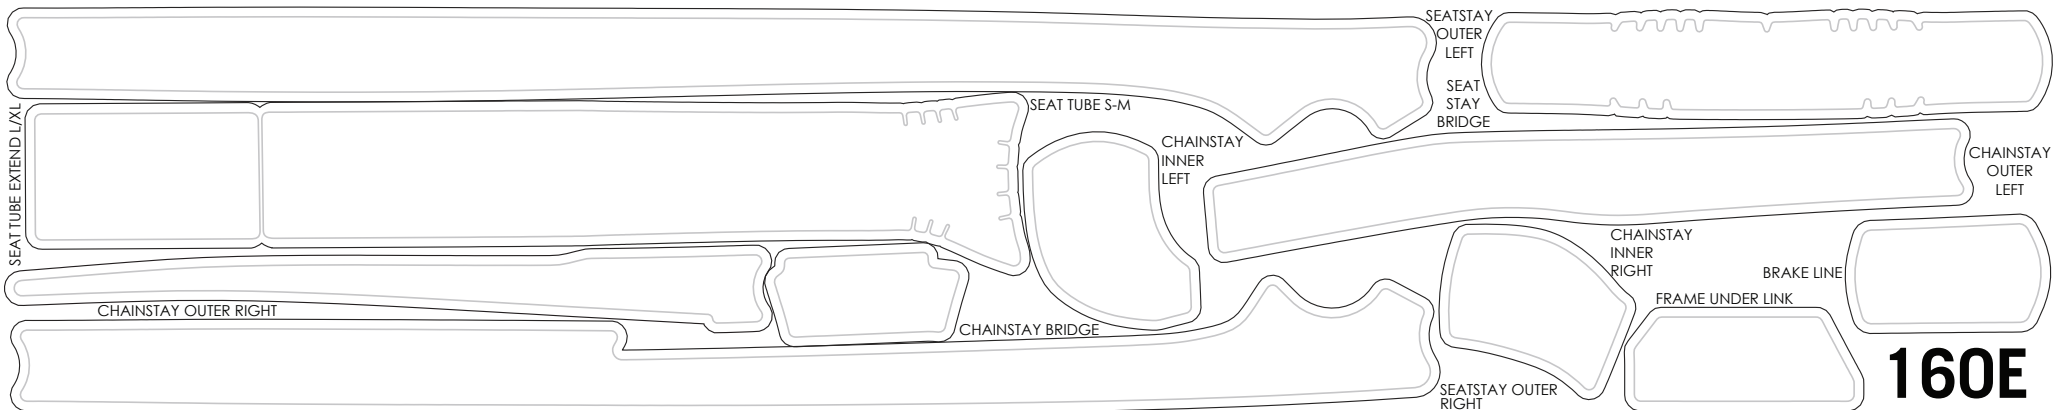 SEATSTAY
OUTER
LEFT
SEAT
STAY
BRIDGE
SEAT TUBE EXTEND L/XL
SEAT TUBE S-M
CHAINSTAY
INNER
LEFT
CHAINSTAY
OUTER
LEFT
CHAINSTAY
INNER
RIGHT
BRAKE LINE
FRAME UNDER LINK
CHAINSTAY OUTER RIGHT
CHAINSTAY BRIDGE
SEATSTAY OUTER
RIGHT
160E